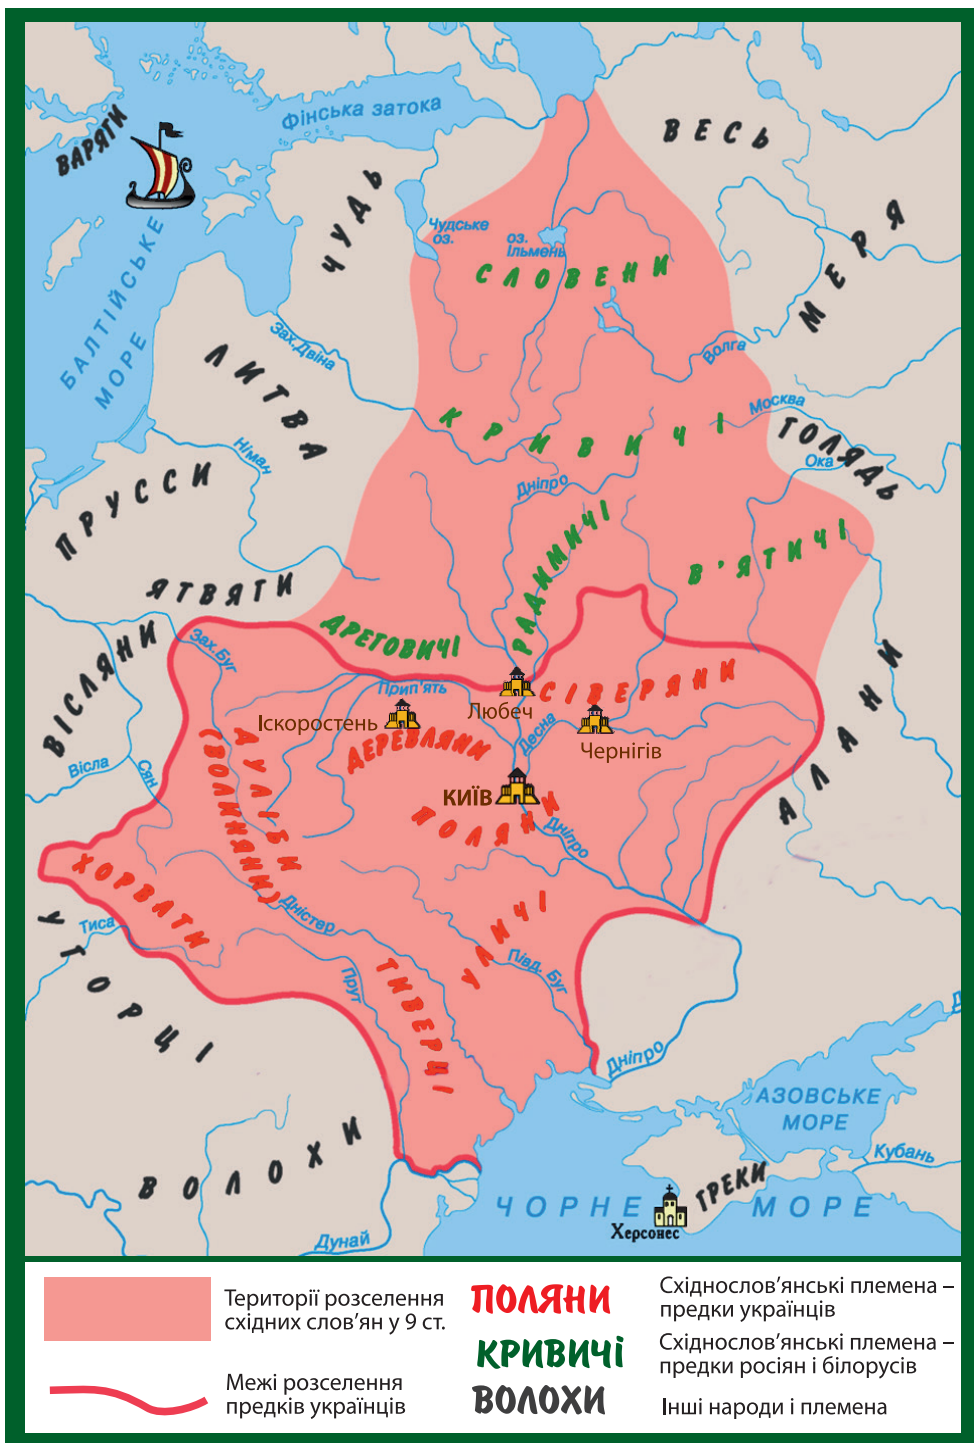 ВАРЯГИ
Фінська затока
ВЕСЬ
ЧУДЬ
Чудське
оз.
оз.
Ільмень
СЛОВЕНИ
МЕРЯ
БАЛТІЙСЬКЕ
МОРЕ
Зах.Двіна
Волга
ЛИТВА
КРИВИЧІ
Москва
ГОЛЯДЬ
Ока
Німан
Дніпро
ПРУССИ
РАДИМИЧІ
В'ЯТИЧІ
ЯТВЯГИ
ДРЕГОВИЧІ
ВІСЛЯНИ
Зах.Буг
Прип'ять
СІВЕРЯНИ
АЛАНИ
Іскоростень
Любеч
Десна
Чернігів
ДЕРЕВЛЯНИ
ДУЛІБИ
(ВОЛИНЯНИ)
Вісла
Сян
КИЇВ
ПОЛЯНИ
Дніпро
ХОРВАТИ
Дністер
УЛИЧІ
УГОРЦІ
Тиса
Прут
ТИВЕРЦІ
Півд. Буг
Дніпро
АЗОВСЬКЕ
МОРЕ
ВОЛОХИ
Кубань
ГРЕКИ
ЧОРНЕ МОРЕ
Херсонес
Дунай
Території розселення
східних слов'ян у 9 ст.
Межі розселення
предків українців
ПОЛЯНИ
Східнослов'янські племена –
предки українців
КРИВИЧІ
Східнослов'янські племена –
предки росіян і білорусів
ВОЛОХИ
Інші народи і племена